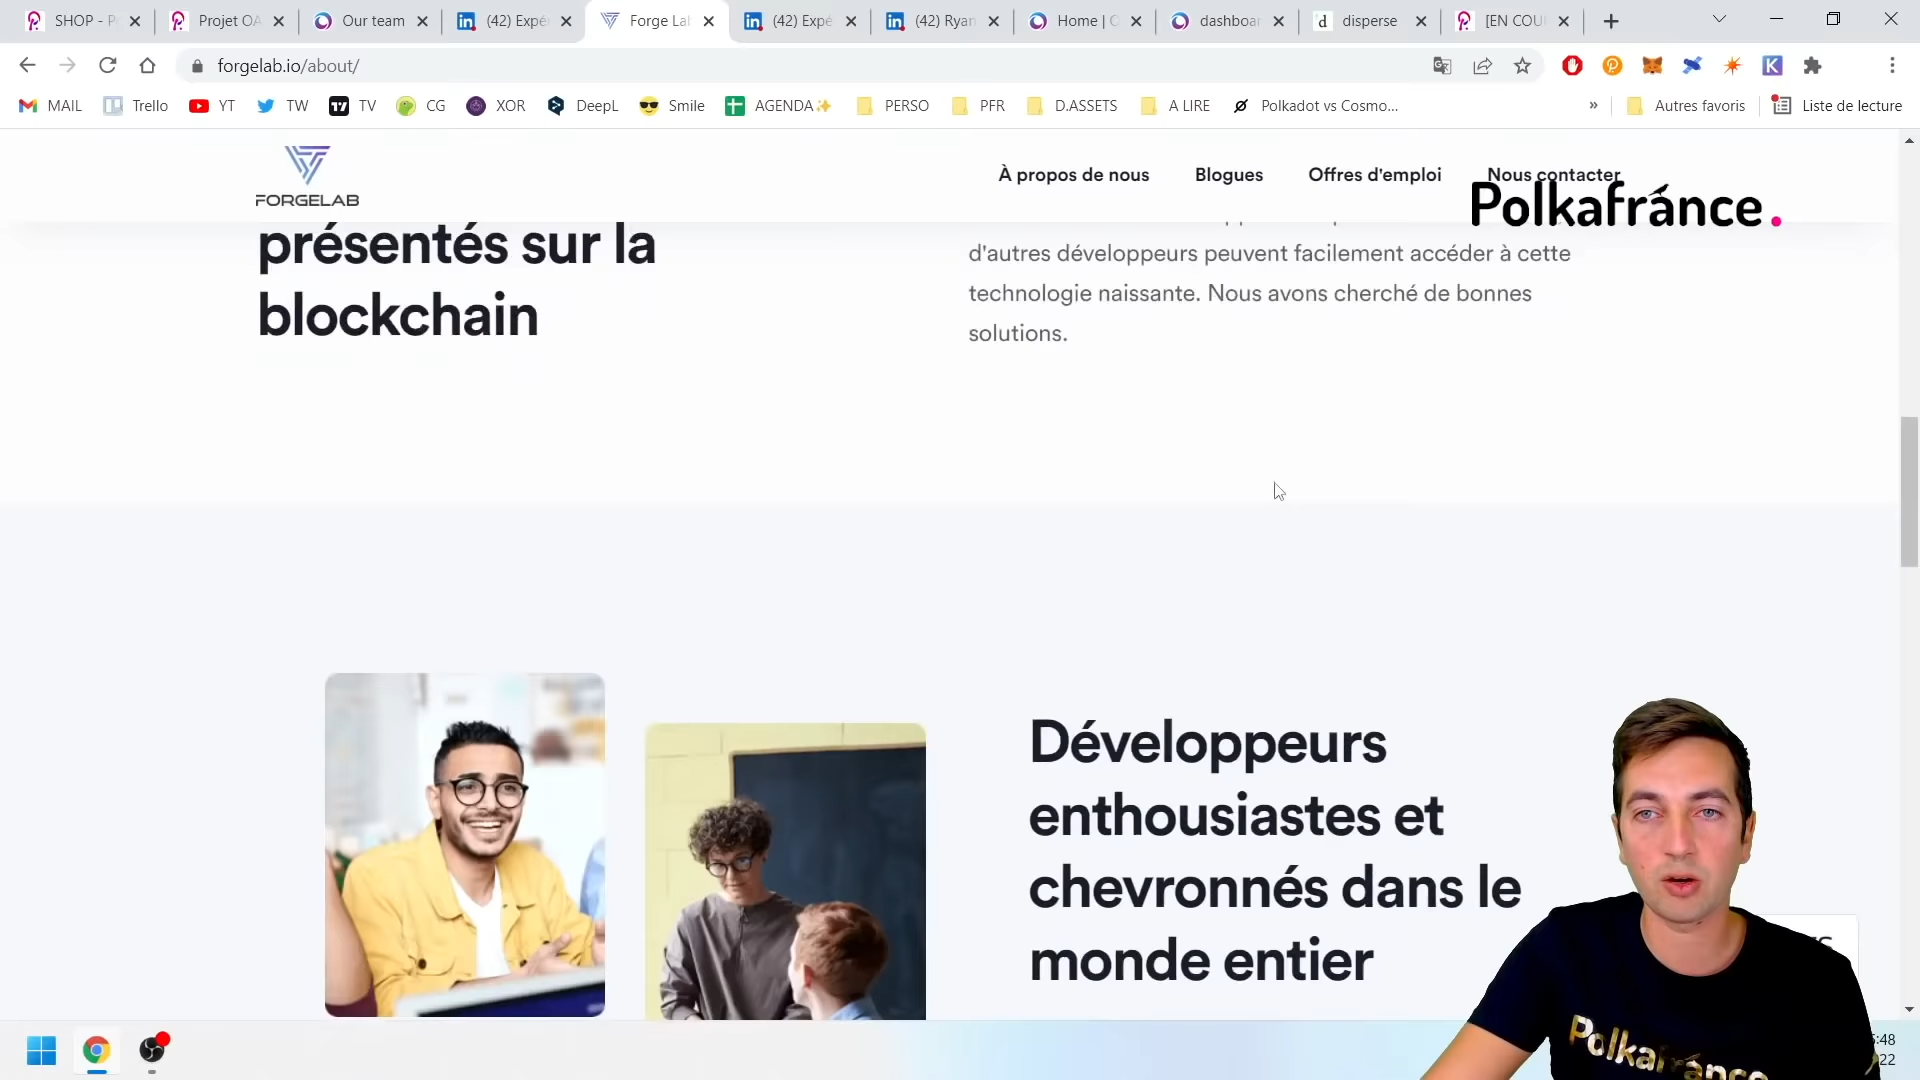 SHOP - P
Projet OA
Our team
(42) Expé
Forge Lal
(42) Expé
(42) Ryan
Home | O
dashboar
disperse
[EN COU
forgelab.io/about/
MAIL
Trello
YT
TW
TV
CG
XOR
DeepL
Smile
AGENDA✨
PERSO
PFR
D.ASSETS
A LIRE
Polkadot vs Cosmo...
»
Autres favoris
Liste de lecture
FORGELAB
À propos de nous
Blogues
Offres d'emploi
Nous contacter
Polkafránce.
présentés sur la
blockchain
d'autres développeurs peuvent facilement accéder à cette
technologie naissante. Nous avons cherché de bonnes
solutions.
Développeurs
enthousiastes et
chevronnés dans le
monde entier
Polkafránce
:48
22